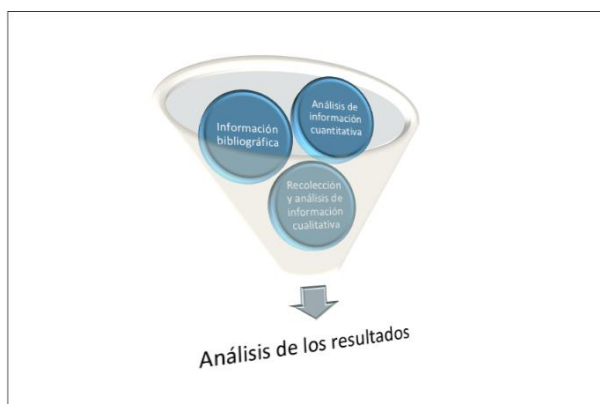 Información
bibliográfica
Análisis de
información
cuantitativa
Recolección
y análisis de
información
cualitativa
Análisis de los resultados